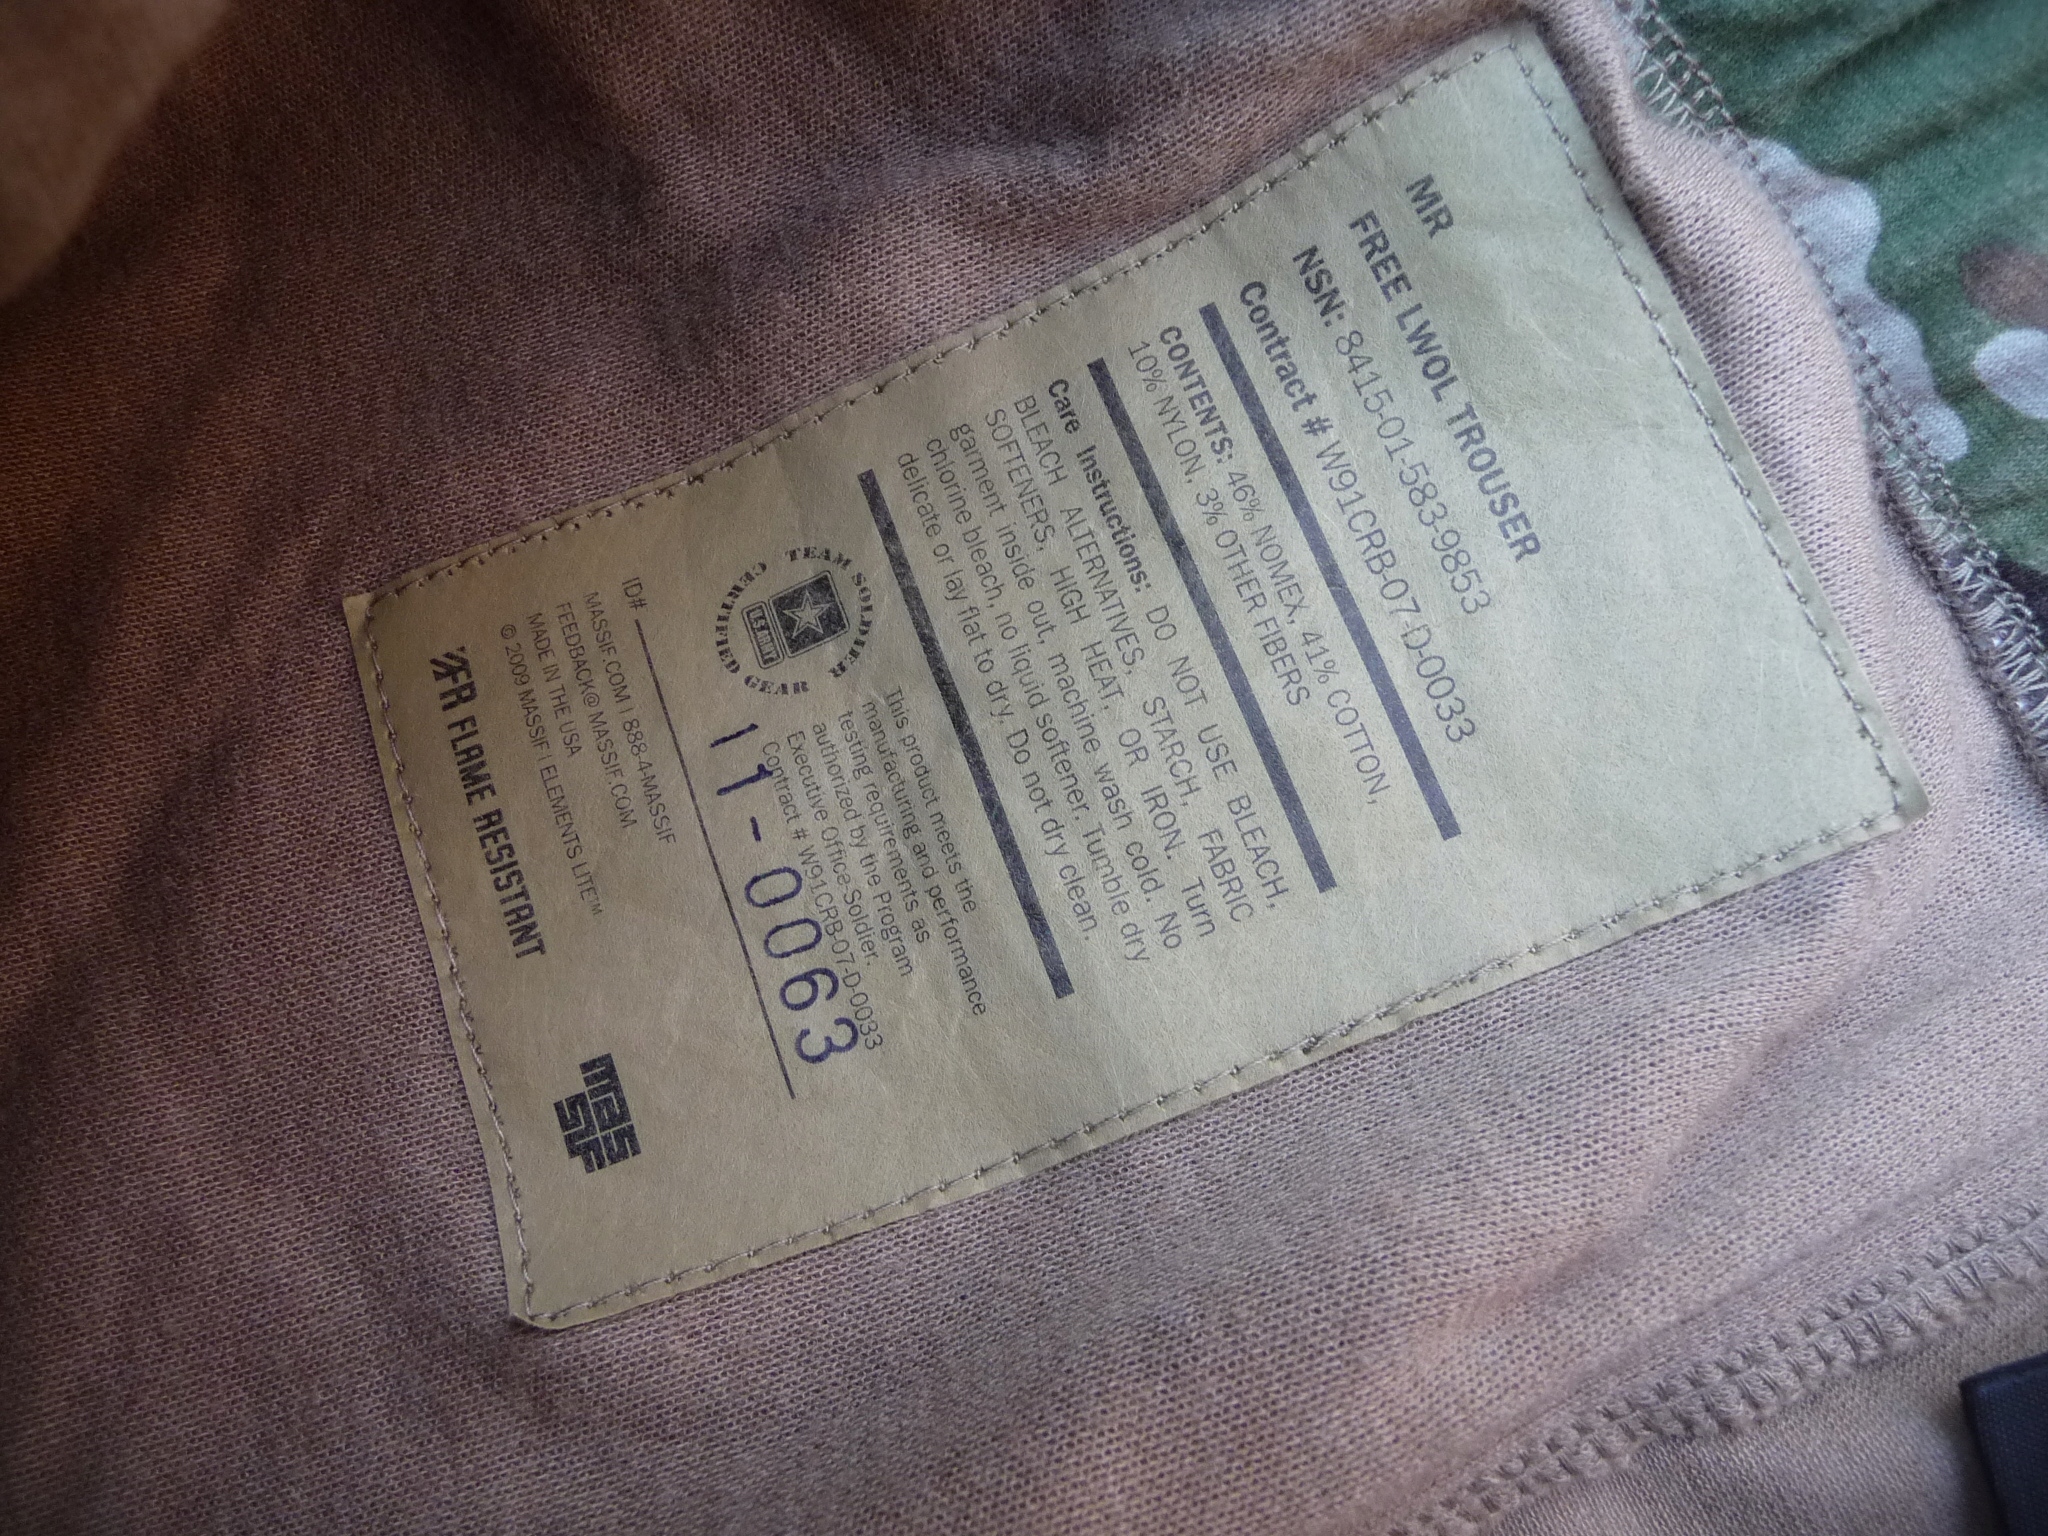 MR
FREE LWOL TROUSER
NSN: 8415-01-583-9853
Contract # W91CRB-07-D-0033
CONTENTS: 46% NOMEX, 41% COTTON,
10% NYLON, 3% OTHER FIBERS
Care Instructions: DO NOT USE BLEACH,
BLEACH ALTERNATIVES, STARCH, FABRIC
SOFTENERS, HIGH HEAT, OR IRON. Turn
garment inside out, machine wash cold. No
chlorine bleach, no liquid softener. Tumble dry
delicate or lay flat to dry. Do not dry clean.
TEAM SOLDIER
CERTIFIED GEAR
U.S. ARMY
This product meets the
manufacturing and performance
testing requirements as
authorized by the Program
Executive Office-Soldier.
Contract # W91CRB-07-D-0033
ID# 11-00063
MASSIF.COM | 888-4-MASSIF
FEEDBACK@MASSIF.COM
MADE IN THE USA
© 2009 MASSIF | ELEMENTS LITE™
FR FLAME RESISTANT
MASSIF